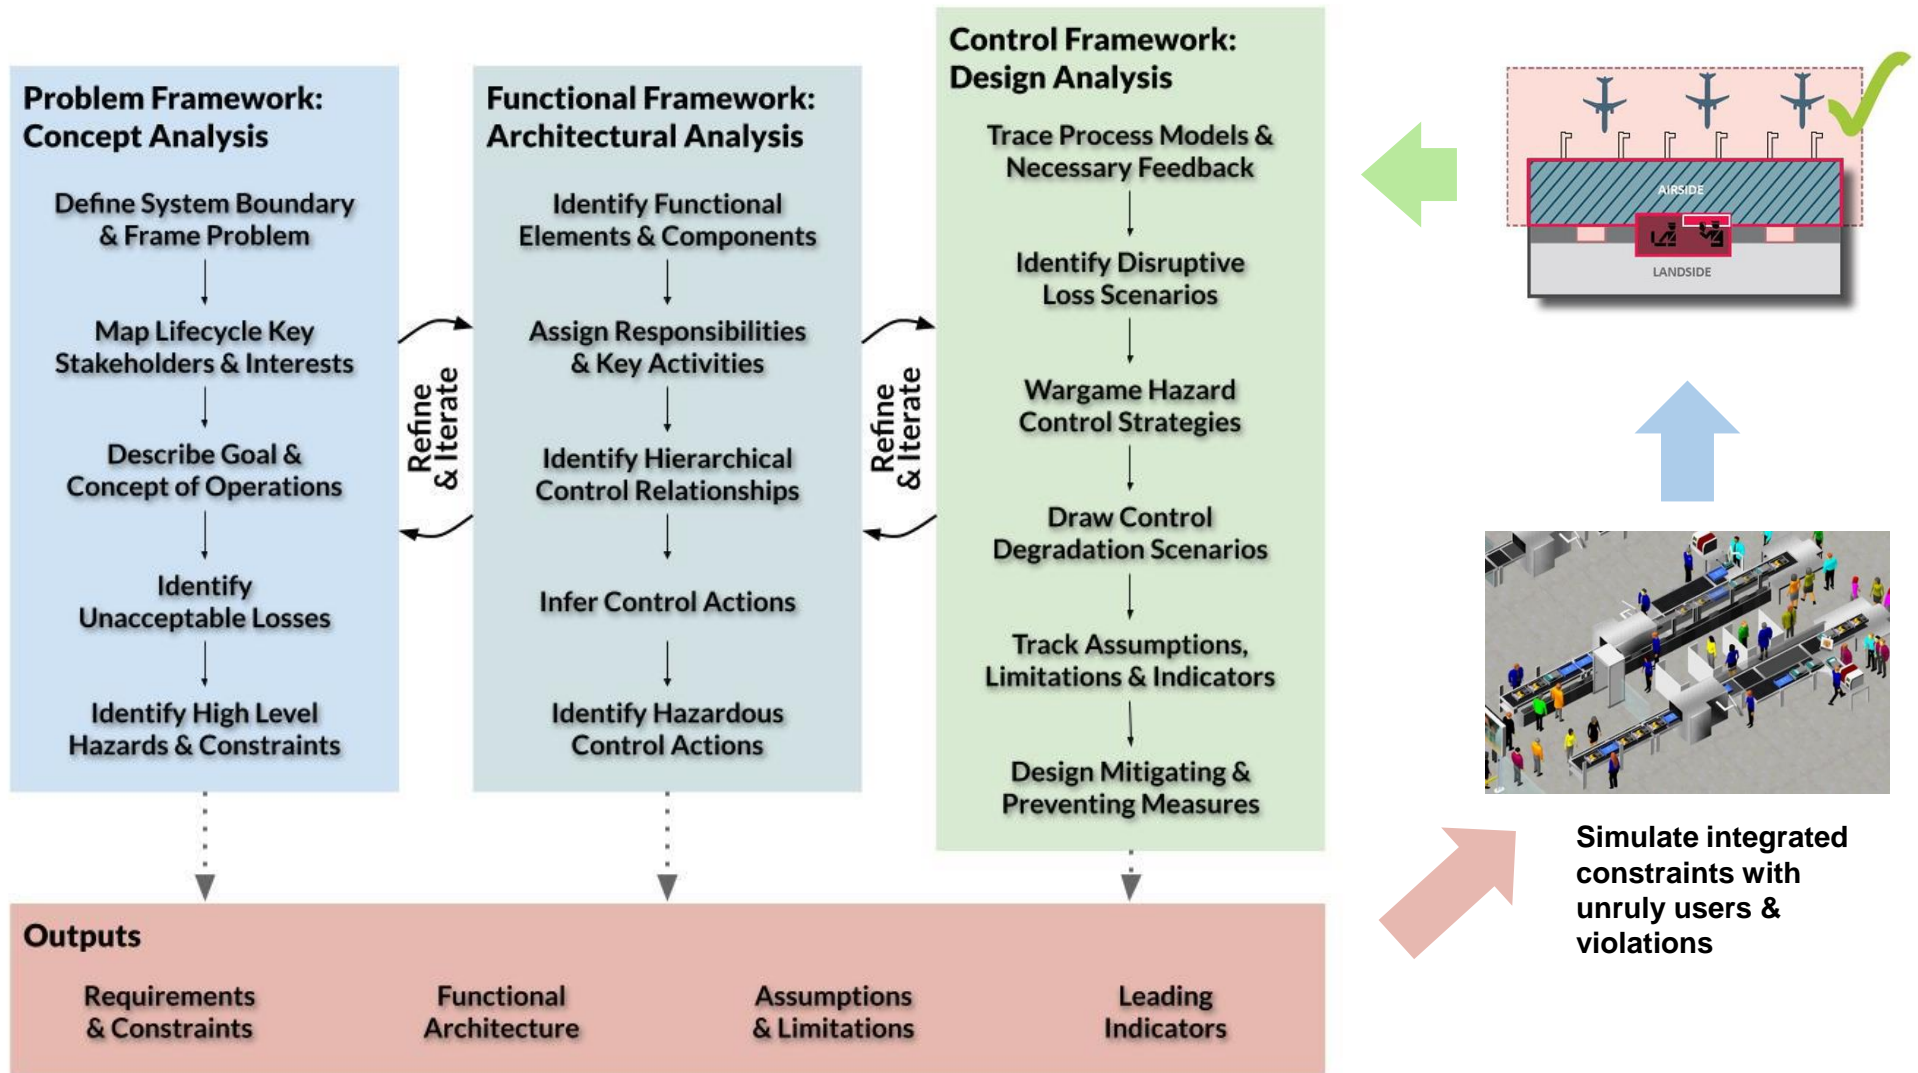 Problem Framework:
Concept Analysis
Define System Boundary
& Frame Problem
Map Lifecycle Key
Stakeholders & Interests
Describe Goal &
Concept of Operations
Identify
Unacceptable Losses
Identify High Level
Hazards & Constraints
Refine
& Iterate
Functional Framework:
Architectural Analysis
Identify Functional
Elements & Components
Assign Responsibilities
& Key Activities
Identify Hierarchical
Control Relationships
Infer Control Actions
Identify Hazardous
Control Actions
Refine
& Iterate
Control Framework:
Design Analysis
Trace Process Models &
Necessary Feedback
Identify Disruptive
Loss Scenarios
Wargame Hazard
Control Strategies
Draw Control
Degradation Scenarios
Track Assumptions,
Limitations & Indicators
Design Mitigating &
Preventing Measures
Outputs
Requirements
& Constraints
Functional
Architecture
Assumptions
& Limitations
Leading
Indicators
AIRSIDE
LANDSIDE
Simulate integrated
constraints with
unruly users &
violations